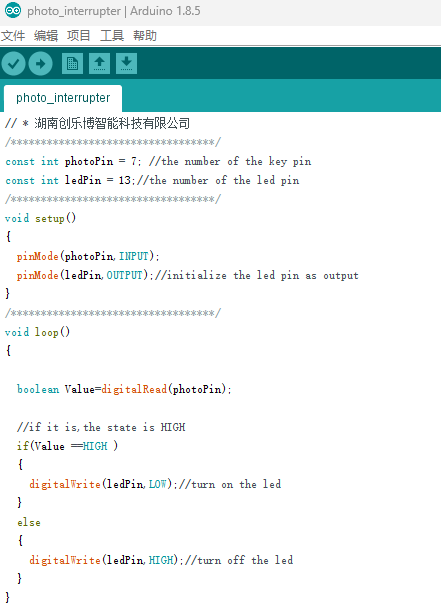 photo_interrupter | Arduino 1.8.5
文件 编辑 项目 工具 帮助
photo_interrupter
// * 湖南创乐博智能科技有限公司
/**********************************/
const int photoPin = 7; //the number of the key pin
const int ledPin = 13;//the number of the led pin
/**********************************/
void setup()
{
  pinMode(photoPin,INPUT);
  pinMode(ledPin,OUTPUT);//initialize the led pin as output
}
/**********************************/
void loop()
{
  boolean Value=digitalRead(photoPin);
  //if it is,the state is HIGH
  if(Value ==HIGH )
  {
    digitalWrite(ledPin,LOW);//turn on the led
  }
  else
  {
    digitalWrite(ledPin,HIGH);//turn off the led
  }
}